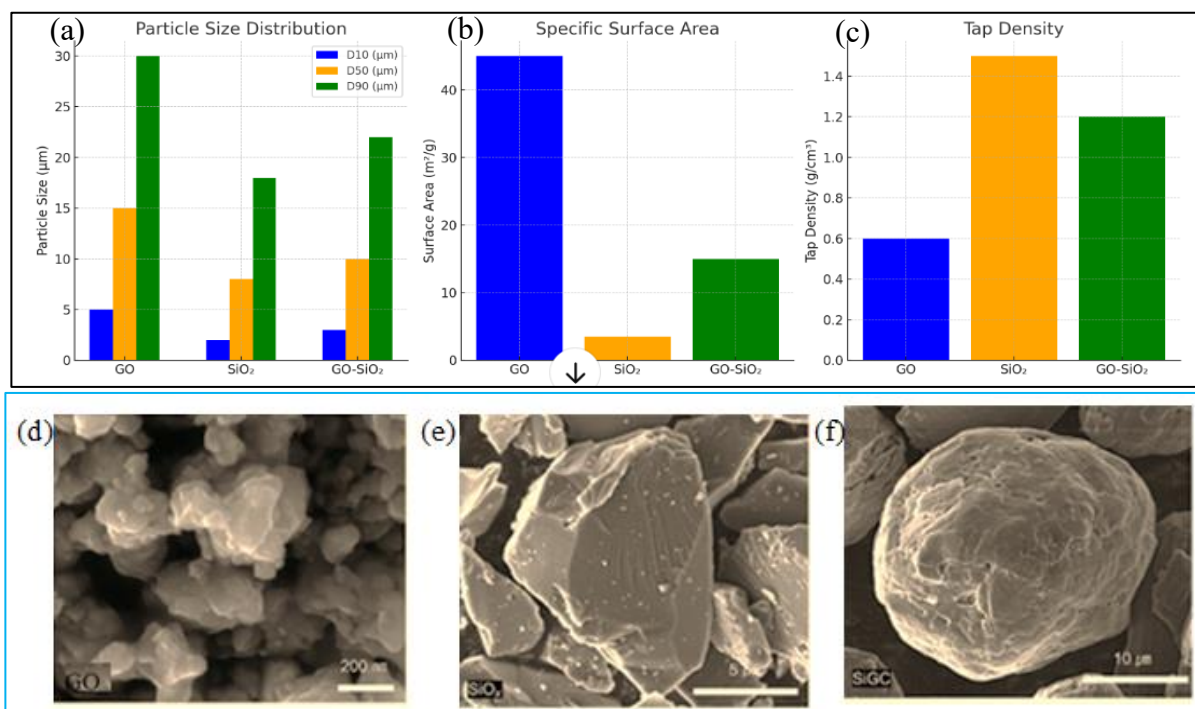 (a)
Particle Size Distribution
D10 (µm)
D50 (µm)
D90 (µm)
Particle Size (µm)
30
25
20
15
10
5
0
GO
SiO₂
GO-SiO₂
(b)
Specific Surface Area
Surface Area (m²/g)
40
30
20
10
0
GO
SiO₂
GO-SiO₂
(c)
Tap Density
Tap Density (g/cm³)
1.4
1.2
1.0
0.8
0.6
0.4
0.2
0.0
GO
SiO₂
GO-SiO₂
(d)
GO
200 nm
(e)
SiO₂
5 µm
(f)
SiGC
10 µm